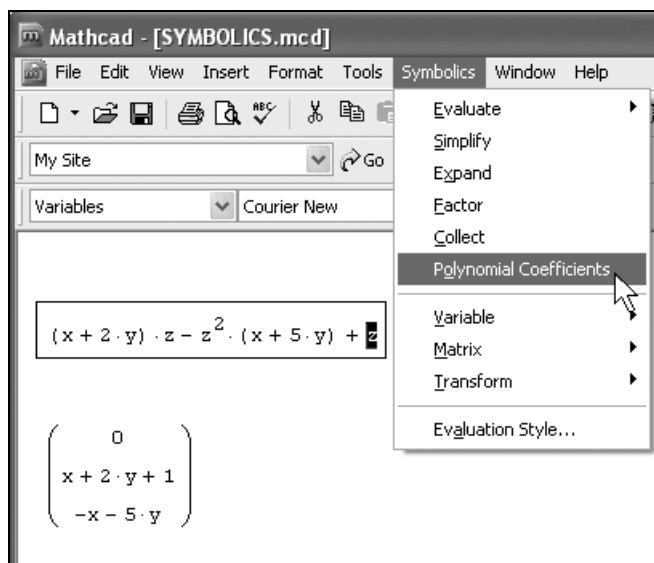 Mathcad - [SYMBOLICS.mcd]
File Edit View Insert Format Tools Symbolics Window Help
ABC
My Site Go
Variables Courier New
Evaluate
Simplify
Expand
Factor
Collect
Polynomial Coefficients
Variable
Matrix
Transform
Evaluation Style...
(x + 2·y)·z − z²·(x + 5·y) + z
0
x + 2·y + 1
−x − 5·y